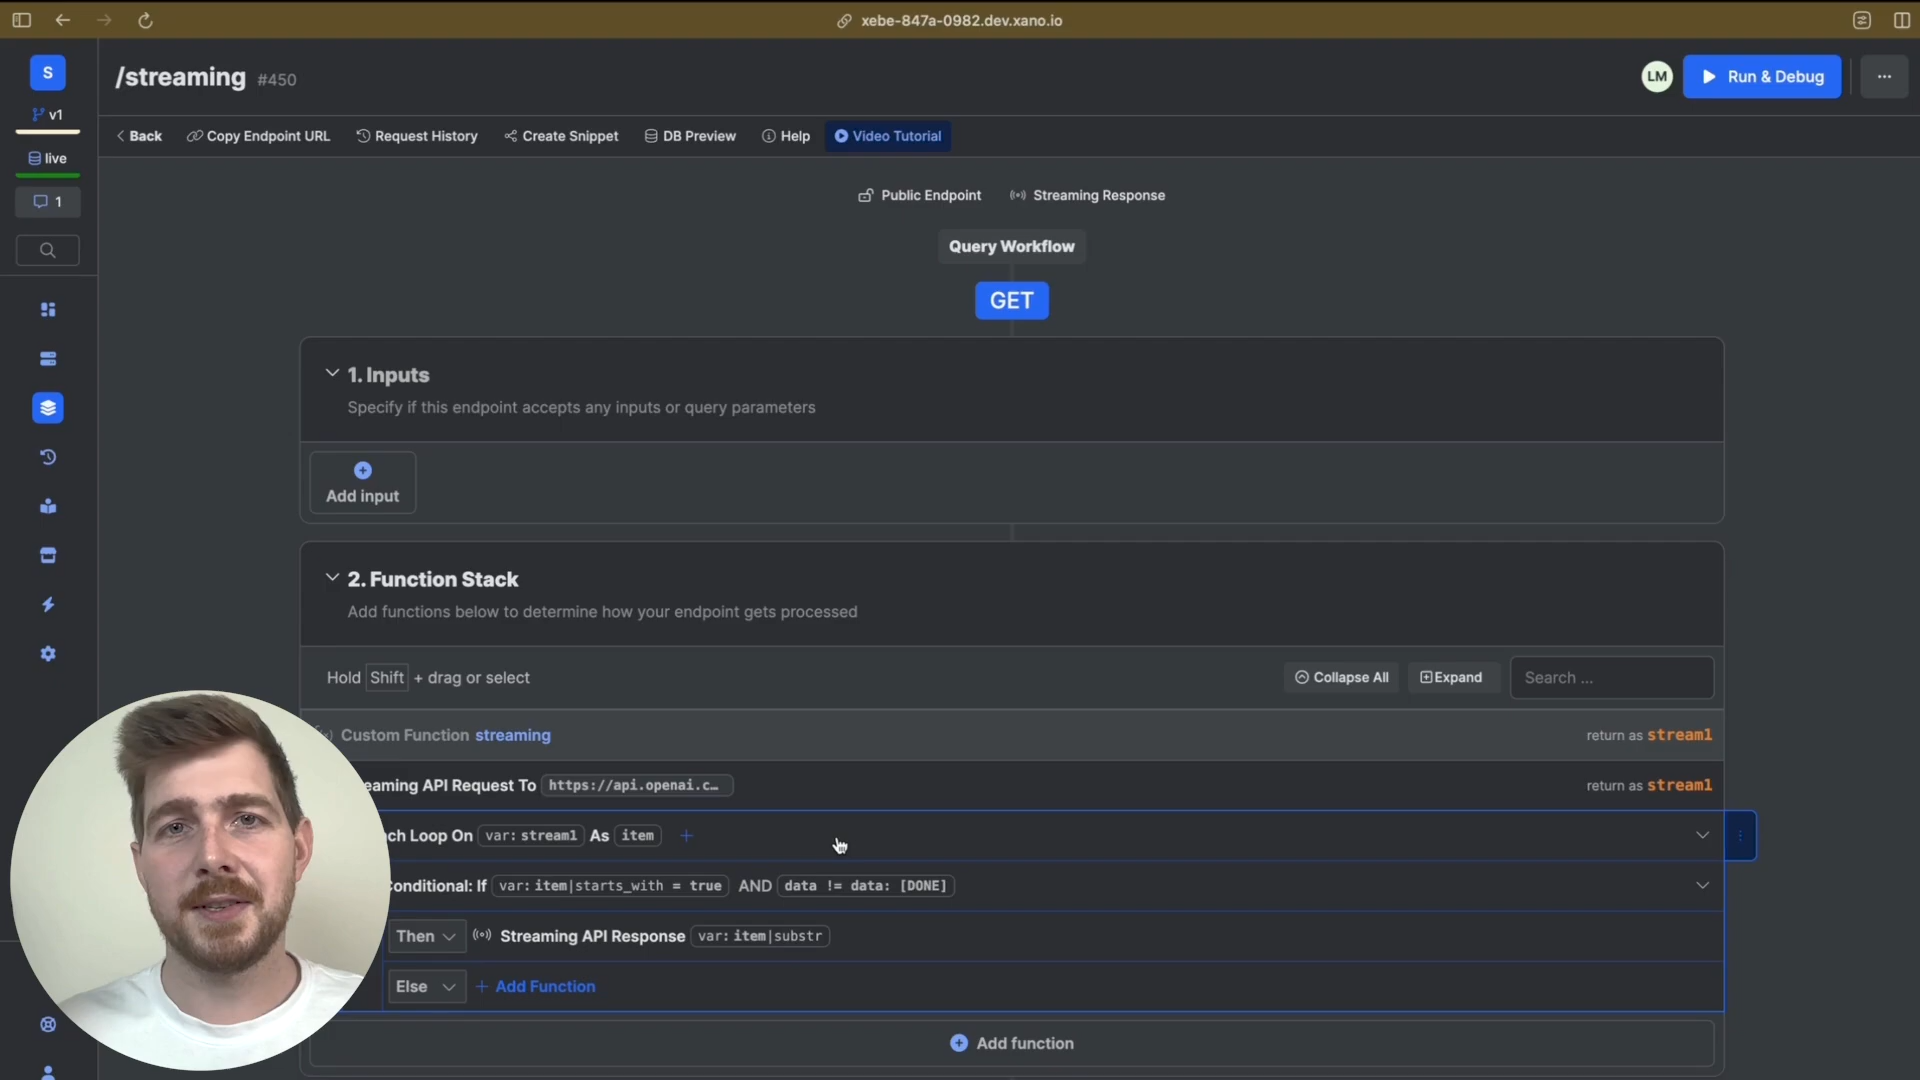 xebe-847a-0982.dev.xano.io
S
/streaming #450
LM
Run & Debug
v1
Back
Copy Endpoint URL
Request History
Create Snippet
DB Preview
Help
Video Tutorial
live
1
Public Endpoint
Streaming Response
Query Workflow
GET
1. Inputs
Specify if this endpoint accepts any inputs or query parameters
Add input
2. Function Stack
Add functions below to determine how your endpoint gets processed
Hold Shift + drag or select
Collapse All
Expand
Search ...
Custom Function streaming
return as stream1
eaming API Request To https://api.openai.c…
return as stream1
ch Loop On var: stream1 As item
onditional: If var: item|starts_with = true AND data != data: [DONE]
Then Streaming API Response var: item|substr
Else + Add Function
Add function